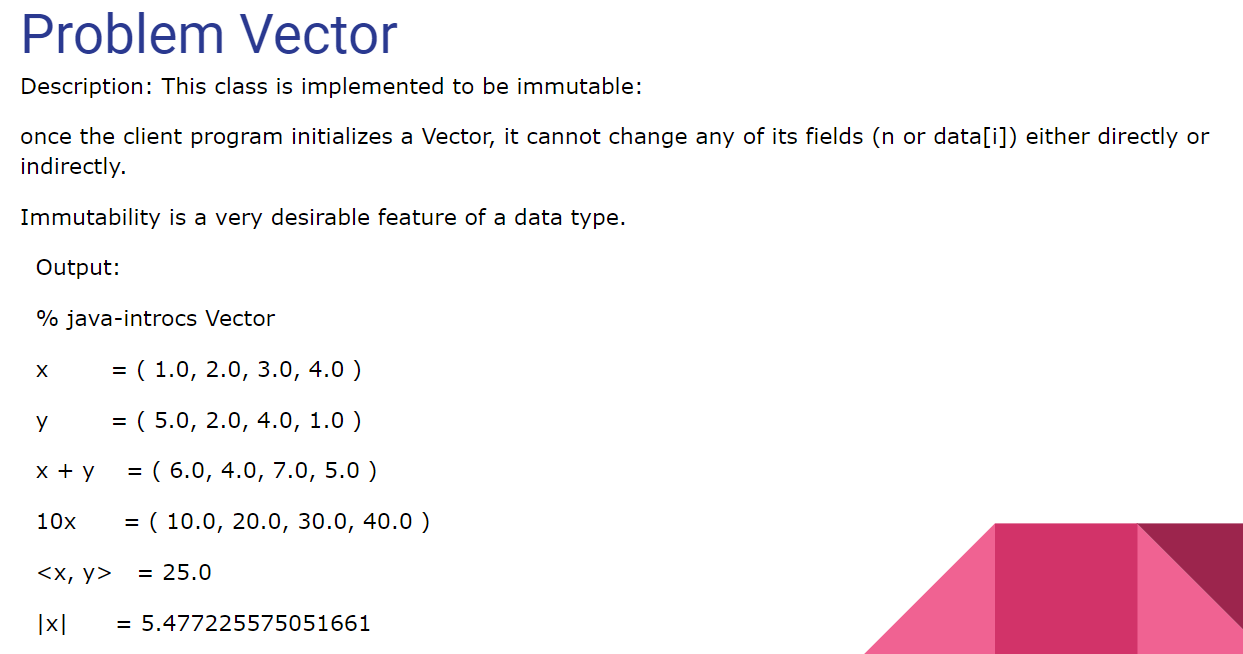 Problem Vector
Description: This class is implemented to be immutable:
once the client program initializes a Vector, it cannot change any of its fields (n or data[i]) either directly or
indirectly.
Immutability is a very desirable feature of a data type.
Output:
% java-introcs Vector
x = ( 1.0, 2.0, 3.0, 4.0 )
y = ( 5.0, 2.0, 4.0, 1.0 )
x + y = ( 6.0, 4.0, 7.0, 5.0 )
10x = ( 10.0, 20.0, 30.0, 40.0 )
<x, y> = 25.0
|x| = 5.477225575051661